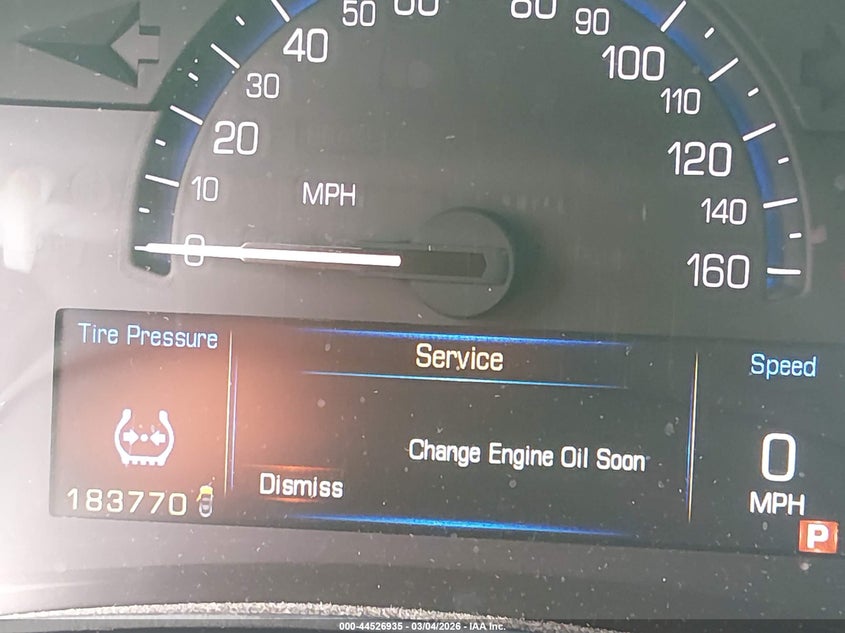 50
60
80
90
40
100
30
110
20
120
10
MPH
140
0
160
Tire Pressure
Service
Speed
Change Engine Oil Soon
0
Dismiss
MPH
183770
P
000-44526935 - 03/04/2026 - IAA Inc.